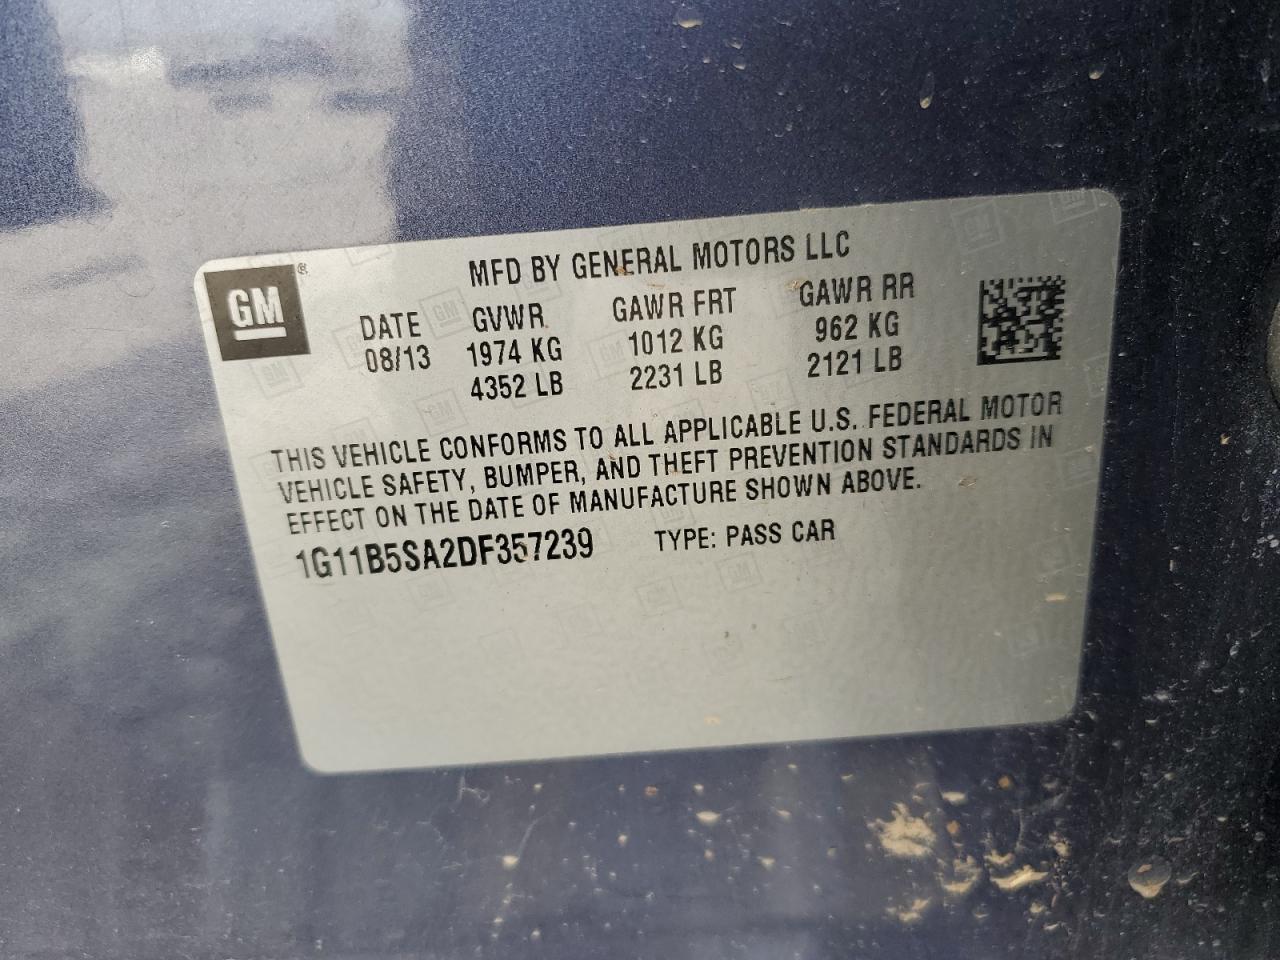 MFD BY GENERAL MOTORS LLC
GM®
DATE GVWR GAWR FRT GAWR RR
08/13 1974 KG 1012 KG 962 KG
4352 LB 2231 LB 2121 LB
THIS VEHICLE CONFORMS TO ALL APPLICABLE U.S. FEDERAL MOTOR
VEHICLE SAFETY, BUMPER, AND THEFT PREVENTION STANDARDS IN
EFFECT ON THE DATE OF MANUFACTURE SHOWN ABOVE.
1G11B5SA2DF357239 TYPE: PASS CAR